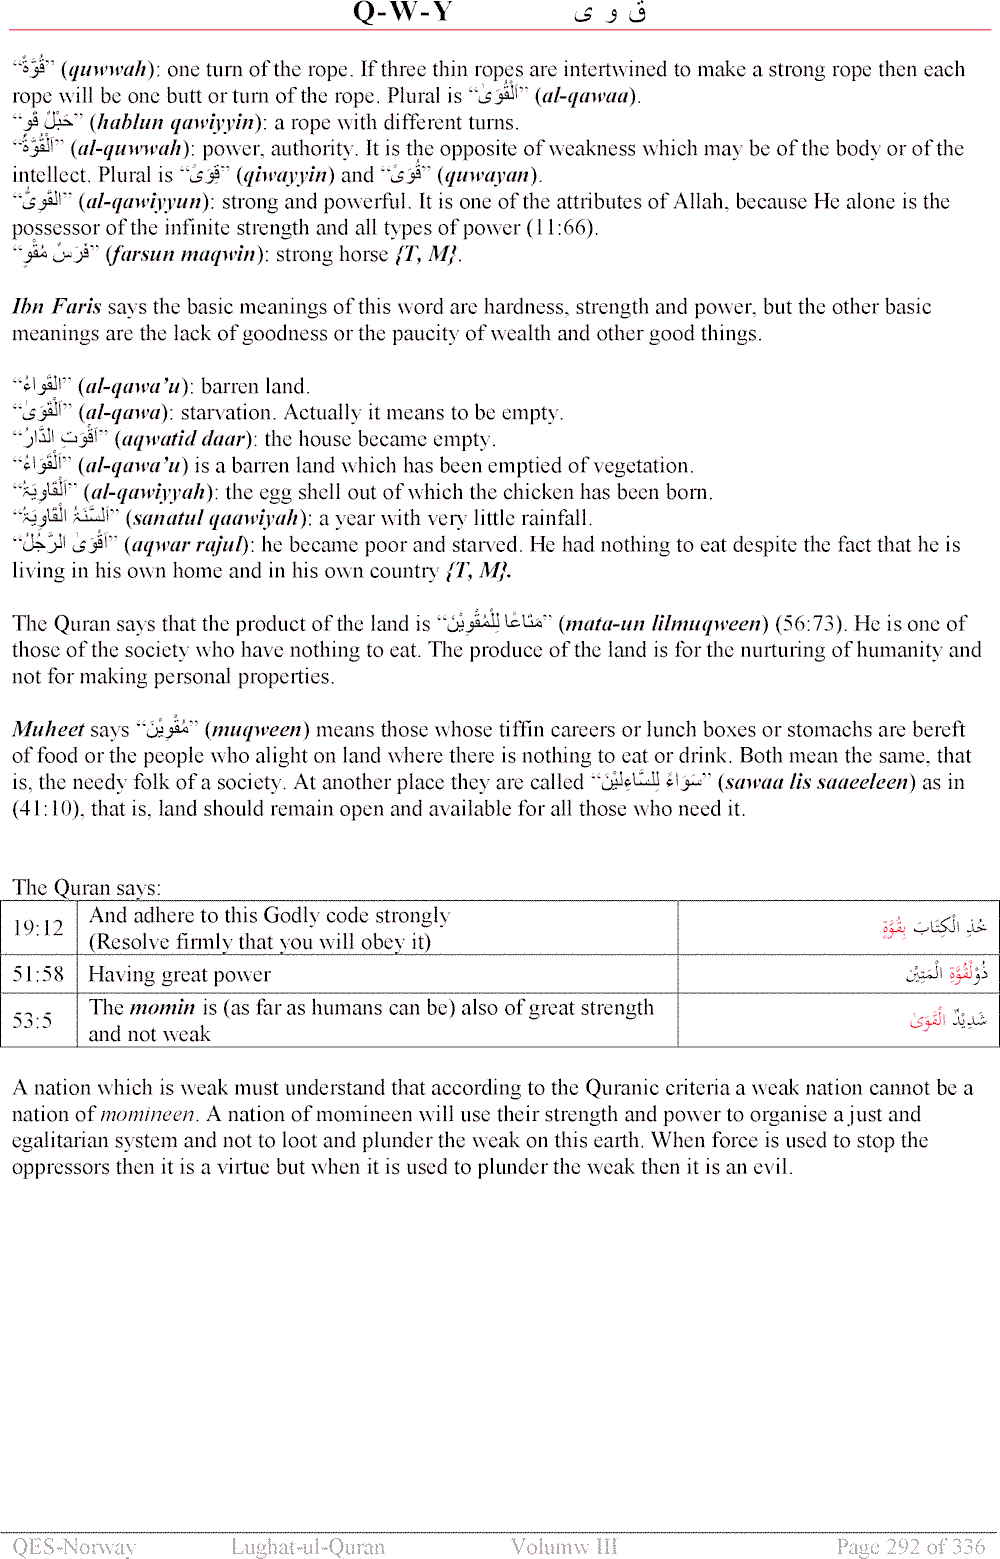 Q-W-Y ق و ى
“قُوَّةٌ” (quwwah): one turn of the rope. If three thin ropes are intertwined to make a strong rope then each
rope will be one butt or turn of the rope. Plural is “اَلْقُوَىٰ” (al-qawaa).
“حَبْلٌ قَوٍ” (hablun qawiyyin): a rope with different turns.
“اَلْقُوَّةُ” (al-quwwah): power, authority. It is the opposite of weakness which may be of the body or of the
intellect. Plural is “قِوَىً” (qiwayyin) and “قُوَىً” (quwayan).
“القَوِىُّ” (al-qawiyyun): strong and powerful. It is one of the attributes of Allah, because He alone is the
possessor of the infinite strength and all types of power (11:66).
“فَرَسٌ مُقْوٍ” (farsun maqwin): strong horse {T, M}.
Ibn Faris says the basic meanings of this word are hardness, strength and power, but the other basic
meanings are the lack of goodness or the paucity of wealth and other good things.
“القَواءُ” (al-qawa’u): barren land.
“اَلْقَوَىٰ” (al-qawa): starvation. Actually it means to be empty.
“اَقْوَتِ الدَّارُ” (aqwatid daar): the house became empty.
“اَلْقَوَاءُ” (al-qawa’u) is a barren land which has been emptied of vegetation.
“اَلْقَاوِيَةُ” (al-qawiyyah): the egg shell out of which the chicken has been born.
“اَلسَّنَةُ الْقَاوِيَةُ” (sanatul qaawiyah): a year with very little rainfall.
“اَقْوَىٰ الرَّجُلُ” (aqwar rajul): he became poor and starved. He had nothing to eat despite the fact that he is
living in his own home and in his own country {T, M}.
The Quran says that the product of the land is “مَتَاعًا لِلْمُقْوِيْنَ” (mata-un lilmuqween) (56:73). He is one of
those of the society who have nothing to eat. The produce of the land is for the nurturing of humanity and
not for making personal properties.
Muheet says “مُقْوِيْنَ” (muqween) means those whose tiffin careers or lunch boxes or stomachs are bereft
of food or the people who alight on land where there is nothing to eat or drink. Both mean the same, that
is, the needy folk of a society. At another place they are called “سَوَاءً لِلسَّاءِلِيْنَ” (sawaa lis saaeeleen) as in
(41:10), that is, land should remain open and available for all those who need it.
The Quran says:
19:12 And adhere to this Godly code strongly خُذِ الْكِتَابَ بِقُوَّةٍ
(Resolve firmly that you will obey it)
51:58 Having great power ذُوْلْقُوَّةِ الْمَتِيْن
53:5 The momin is (as far as humans can be) also of great strength شَدِيْدٌ الْقَوَىٰ
and not weak
A nation which is weak must understand that according to the Quranic criteria a weak nation cannot be a
nation of momineen. A nation of momineen will use their strength and power to organise a just and
egalitarian system and not to loot and plunder the weak on this earth. When force is used to stop the
oppressors then it is a virtue but when it is used to plunder the weak then it is an evil.
QES-Norway Lughat-ul-Quran Volumw III Page 292 of 336